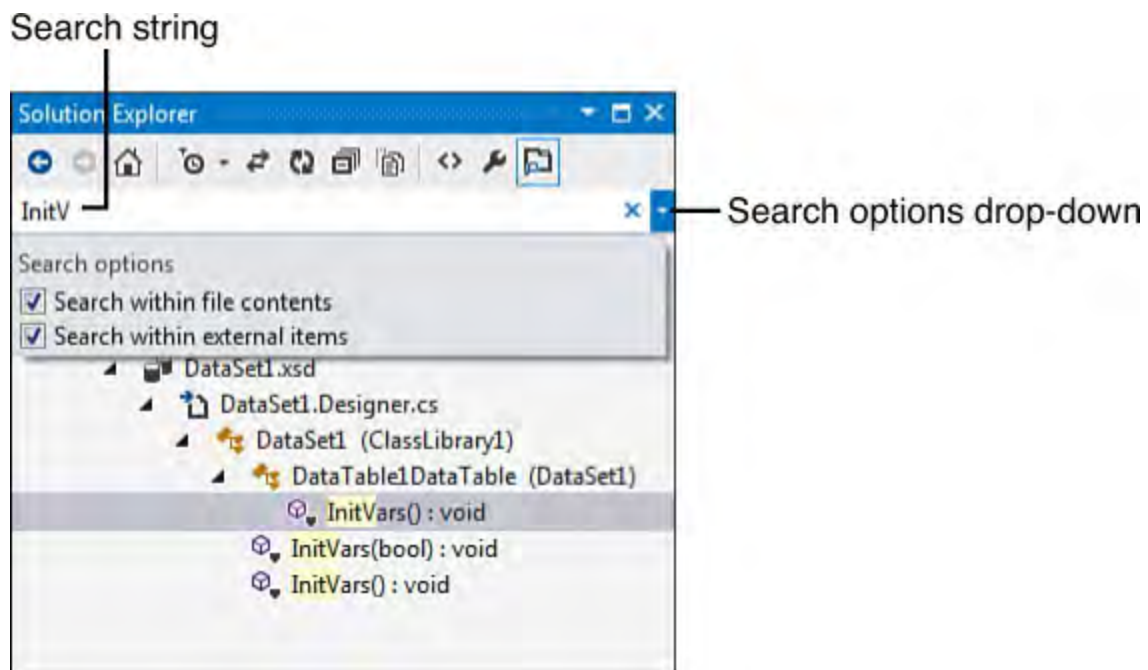 Search string
Solution Explorer
InitV
Search options drop-down
Search options
Search within file contents
Search within external items
DataSet1.xsd
DataSet1.Designer.cs
DataSet1 (ClassLibrary1)
DataTable1DataTable (DataSet1)
InitVars() : void
InitVars(bool) : void
InitVars() : void